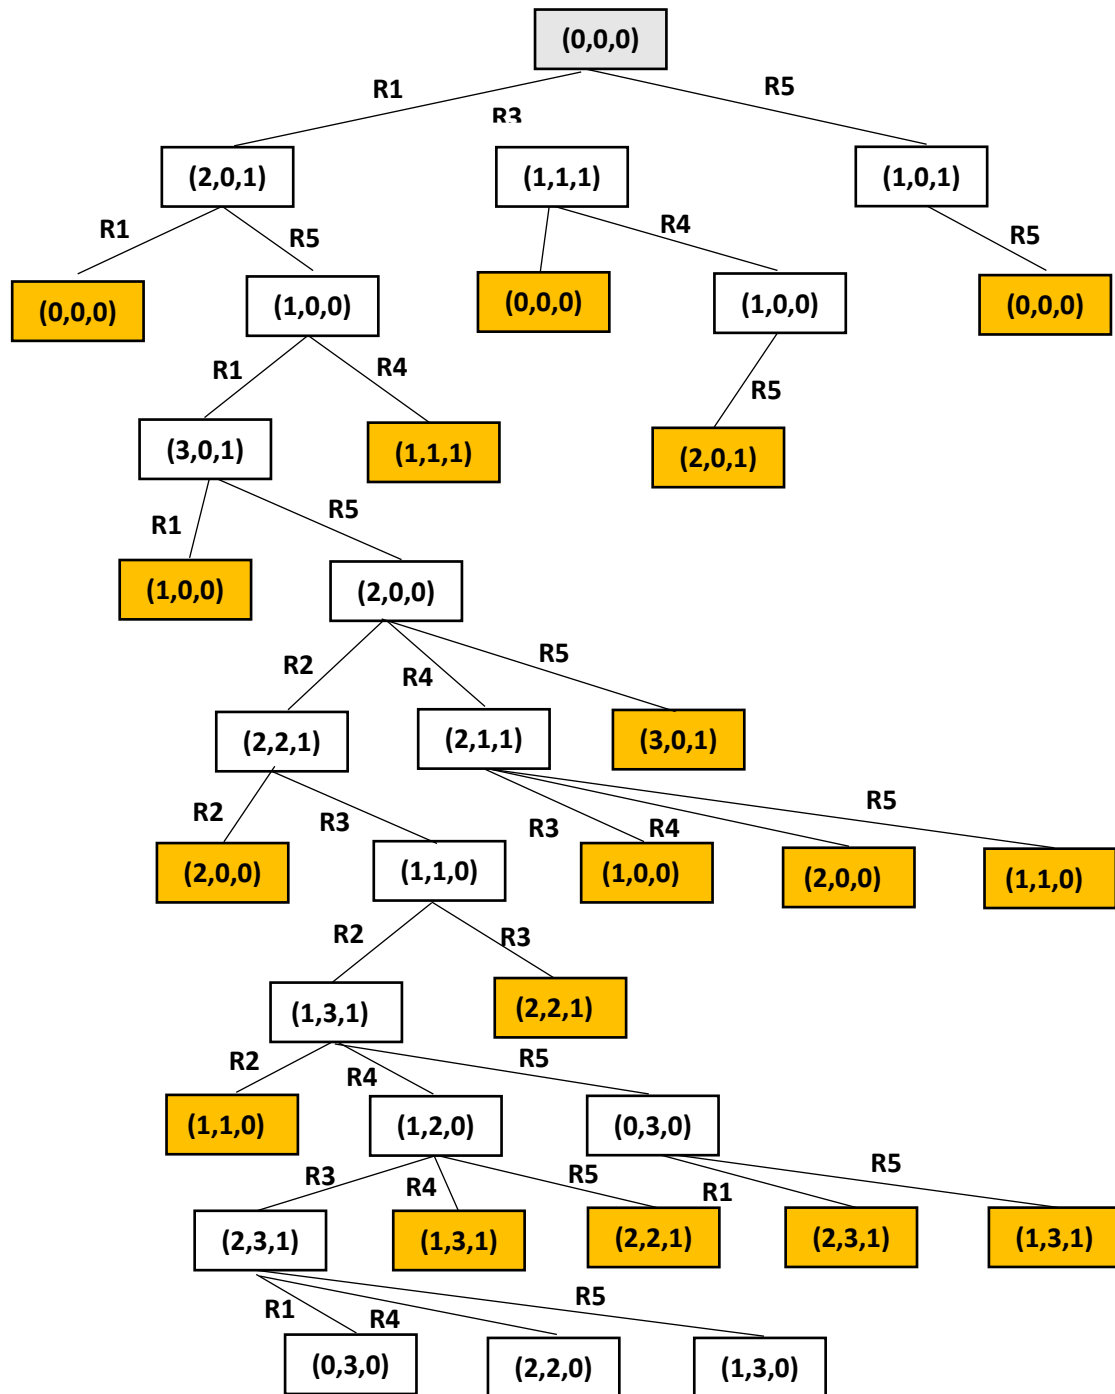 (0,0,0)
R1
R3
R5
(2,0,1)
(1,1,1)
(1,0,1)
R1
R5
R4
R5
(0,0,0)
(1,0,0)
(0,0,0)
(1,0,0)
(0,0,0)
R1
R4
R5
(3,0,1)
(1,1,1)
(2,0,1)
R1
R5
(1,0,0)
(2,0,0)
R2
R4
R5
(2,2,1)
(2,1,1)
(3,0,1)
R2
R3
R3
R4
R5
(2,0,0)
(1,1,0)
(1,0,0)
(2,0,0)
(1,1,0)
R2
R3
(1,3,1)
(2,2,1)
R2
R4
R5
(1,1,0)
(1,2,0)
(0,3,0)
R3
R4
R5
R1
R5
(2,3,1)
(1,3,1)
(2,2,1)
(2,3,1)
(1,3,1)
R1
R4
R5
(0,3,0)
(2,2,0)
(1,3,0)